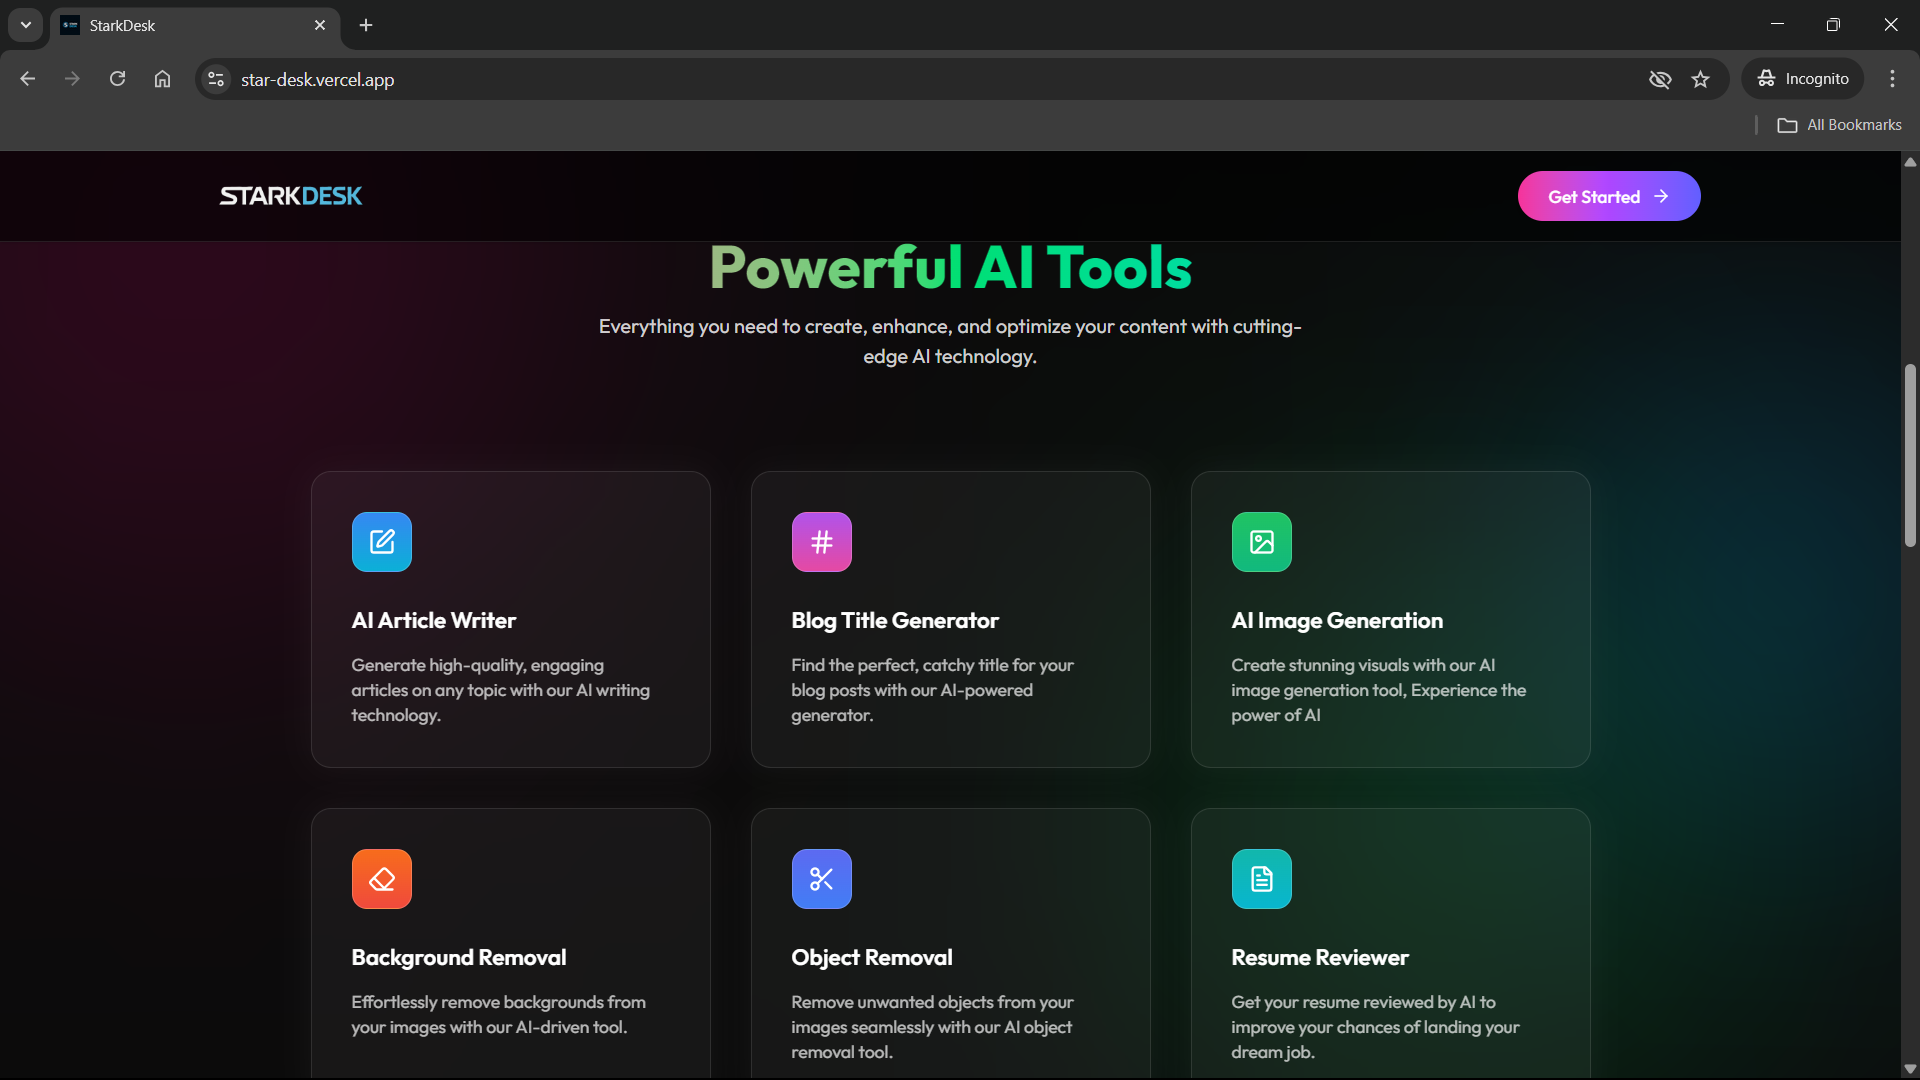 StarkDesk
star-desk.vercel.app
Incognito
All Bookmarks
STARKDESK
Get Started
Powerful AI Tools
Everything you need to create, enhance, and optimize your content with cutting-
edge AI technology.
AI Article Writer
Generate high-quality, engaging
articles on any topic with our AI writing
technology.
Blog Title Generator
Find the perfect, catchy title for your
blog posts with our AI-powered
generator.
AI Image Generation
Create stunning visuals with our AI
image generation tool, Experience the
power of AI
Background Removal
Effortlessly remove backgrounds from
your images with our AI-driven tool.
Object Removal
Remove unwanted objects from your
images seamlessly with our AI object
removal tool.
Resume Reviewer
Get your resume reviewed by AI to
improve your chances of landing your
dream job.